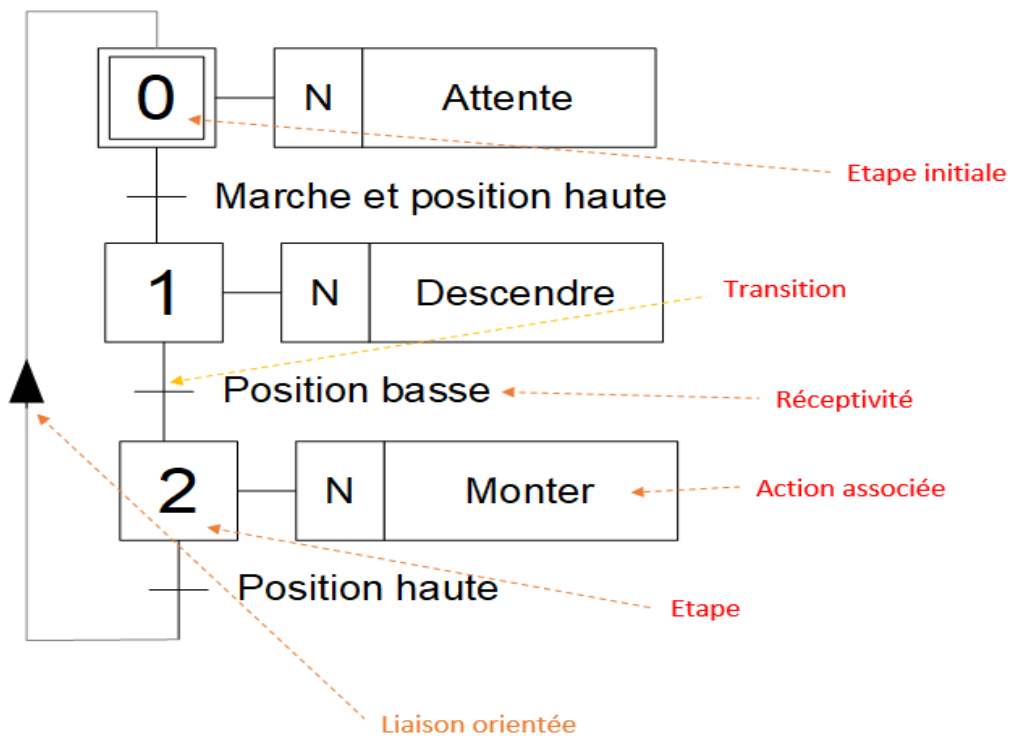 0 N Attente
Etape initiale
Marche et position haute
1 N Descendre
Transition
Position basse
Réceptivité
2 N Monter
Action associée
Position haute
Etape
Liaison orientée